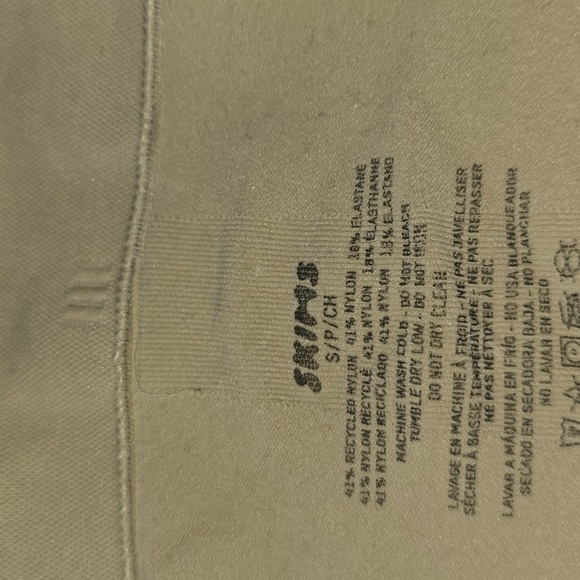 SKIMS
S/P/CH
41% RECYCLED NYLON 41% NYLON 18% ELASTANE
41% NYLON RECYCLÉ 41% NYLON 18% ÉLASTHANNE
41% NYLON RECICLADO 41% NYLON 18% ELASTANO
MACHINE WASH COLD - DO NOT BLEACH
TUMBLE DRY LOW - DO NOT IRON
DO NOT DRY CLEAN
LAVAGE EN MACHINE À FROID - NE PAS JAVELLISER
SÉCHER À BASSE TEMPÉRATURE - NE PAS REPASSER
NE PAS NETTOYER À SEC
LAVAR A MÁQUINA EN FRÍO - NO USA BLANQUEADOR
SECADO EN SECADORA BAJA - NO PLANCHAR
NO LAVAR EN SECO